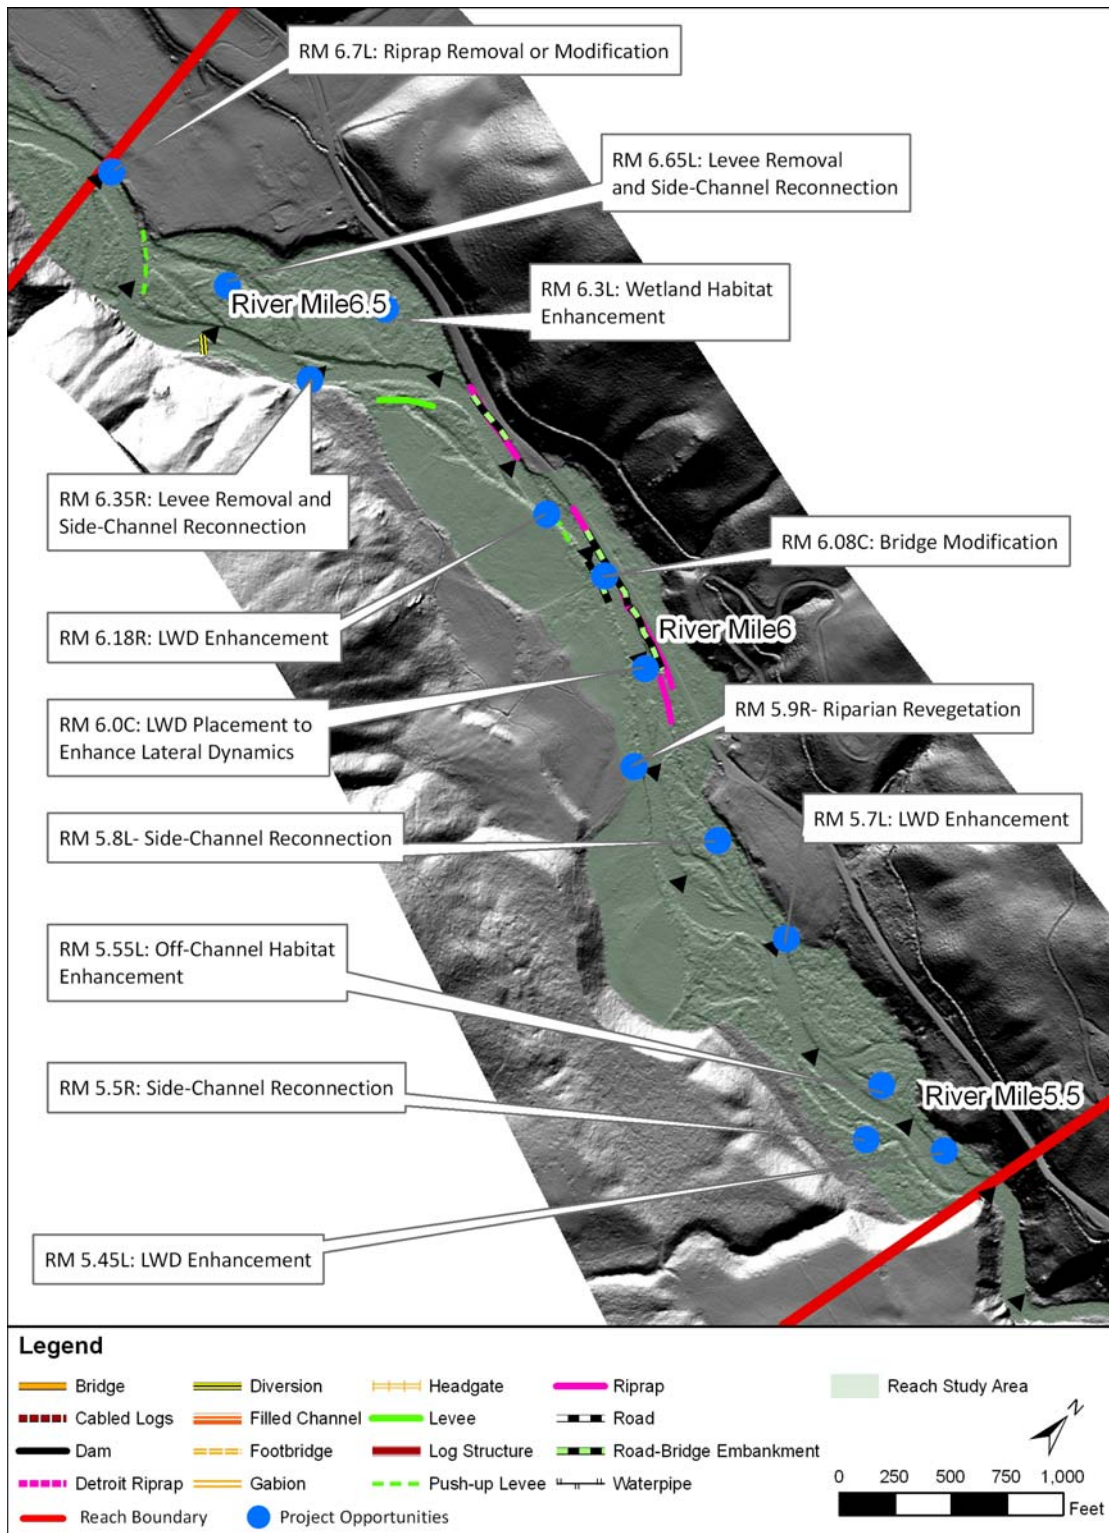 RM 6.7L: Riprap Removal or Modification
RM 6.65L: Levee Removal
and Side-Channel Reconnection
RM 6.3L: Wetland Habitat
Enhancement
River Mile6.5
RM 6.35R: Levee Removal and
Side-Channel Reconnection
RM 6.08C: Bridge Modification
RM 6.18R: LWD Enhancement
River Mile6
RM 6.0C: LWD Placement to
Enhance Lateral Dynamics
RM 5.9R- Riparian Revegetation
RM 5.8L- Side-Channel Reconnection
RM 5.7L: LWD Enhancement
RM 5.55L: Off-Channel Habitat
Enhancement
RM 5.5R: Side-Channel Reconnection
River Mile5.5
RM 5.45L: LWD Enhancement
Legend
Bridge
Cabled Logs
Dam
Detroit Riprap
Reach Boundary
Diversion
Filled Channel
Footbridge
Gabion
Project Opportunities
Headgate
Levee
Log Structure
Push-up Levee
Riprap
Road
Road-Bridge Embankment
Waterpipe
Reach Study Area
N
0 250 500 750 1,000
Feet